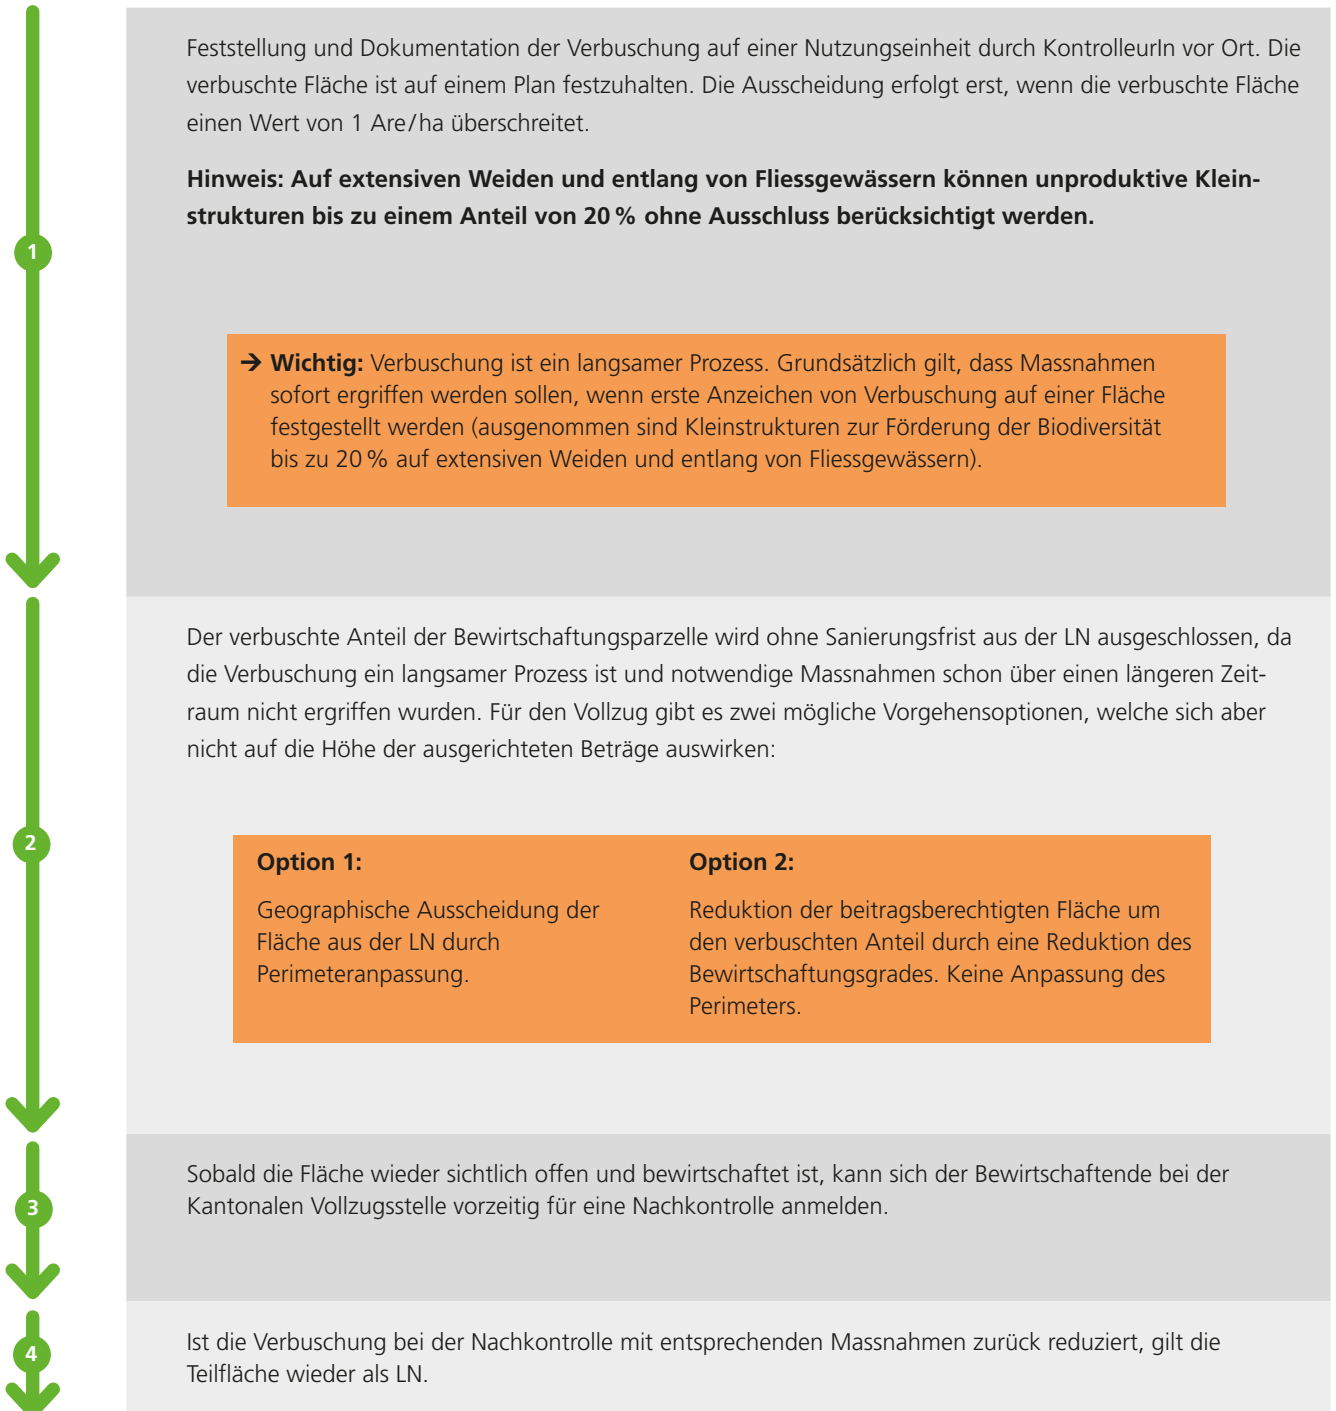 Feststellung und Dokumentation der Verbuschung auf einer Nutzungseinheit durch KontrolleurIn vor Ort. Die
verbuschte Fläche ist auf einem Plan festzuhalten. Die Ausscheidung erfolgt erst, wenn die verbuschte Fläche
einen Wert von 1 Are/ha überschreitet.
Hinweis: Auf extensiven Weiden und entlang von Fliessgewässern können unproduktive Klein-
strukturen bis zu einem Anteil von 20 % ohne Ausschluss berücksichtigt werden.
1
→ Wichtig: Verbuschung ist ein langsamer Prozess. Grundsätzlich gilt, dass Massnahmen
sofort ergriffen werden sollen, wenn erste Anzeichen von Verbuschung auf einer Fläche
festgestellt werden (ausgenommen sind Kleinstrukturen zur Förderung der Biodiversität
bis zu 20 % auf extensiven Weiden und entlang von Fliessgewässern).
Der verbuschte Anteil der Bewirtschaftungsparzelle wird ohne Sanierungsfrist aus der LN ausgeschlossen, da
die Verbuschung ein langsamer Prozess ist und notwendige Massnahmen schon über einen längeren Zeit-
raum nicht ergriffen wurden. Für den Vollzug gibt es zwei mögliche Vorgehensoptionen, welche sich aber
nicht auf die Höhe der ausgerichteten Beträge auswirken:
2
Option 1:
Geographische Ausscheidung der
Fläche aus der LN durch
Perimeteranpassung.
Option 2:
Reduktion der beitragsberechtigten Fläche um
den verbuschten Anteil durch eine Reduktion des
Bewirtschaftungsgrades. Keine Anpassung des
Perimeters.
Sobald die Fläche wieder sichtlich offen und bewirtschaftet ist, kann sich der Bewirtschaftende bei der
Kantonalen Vollzugsstelle vorzeitig für eine Nachkontrolle anmelden.
3
Ist die Verbuschung bei der Nachkontrolle mit entsprechenden Massnahmen zurück reduziert, gilt die
Teilfläche wieder als LN.
4